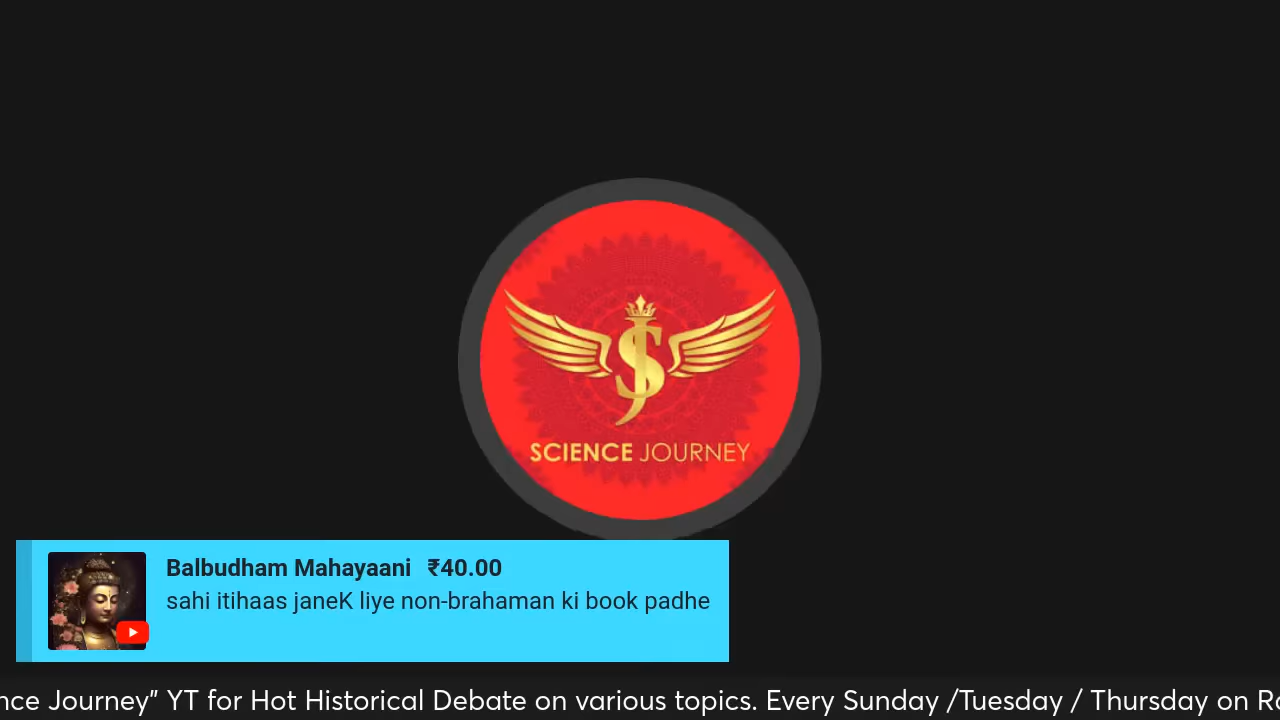 SCIENCE JOURNEY
Balbudham Mahayaani ₹40.00
sahi itihaas janeK liye non-brahaman ki book padhe
Journey" YT for Hot Historical Debate on various topics. Every Sunday /Tuesday / Thursday on